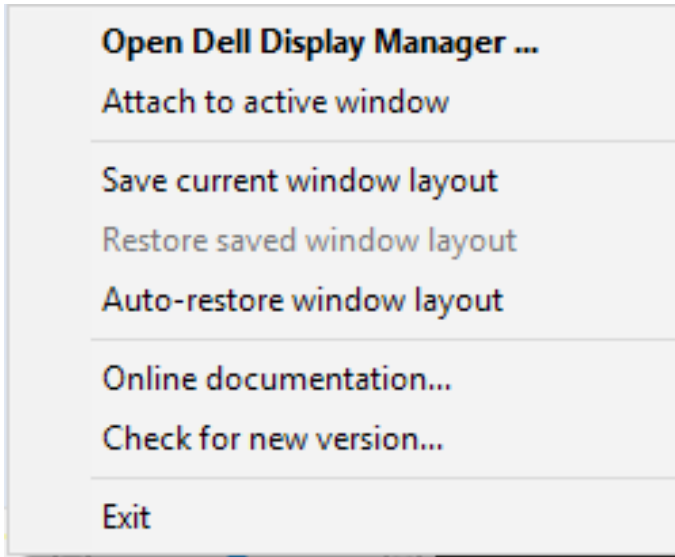 Open Dell Display Manager ...
Attach to active window
Save current window layout
Restore saved window layout
Auto-restore window layout
Online documentation...
Check for new version...
Exit